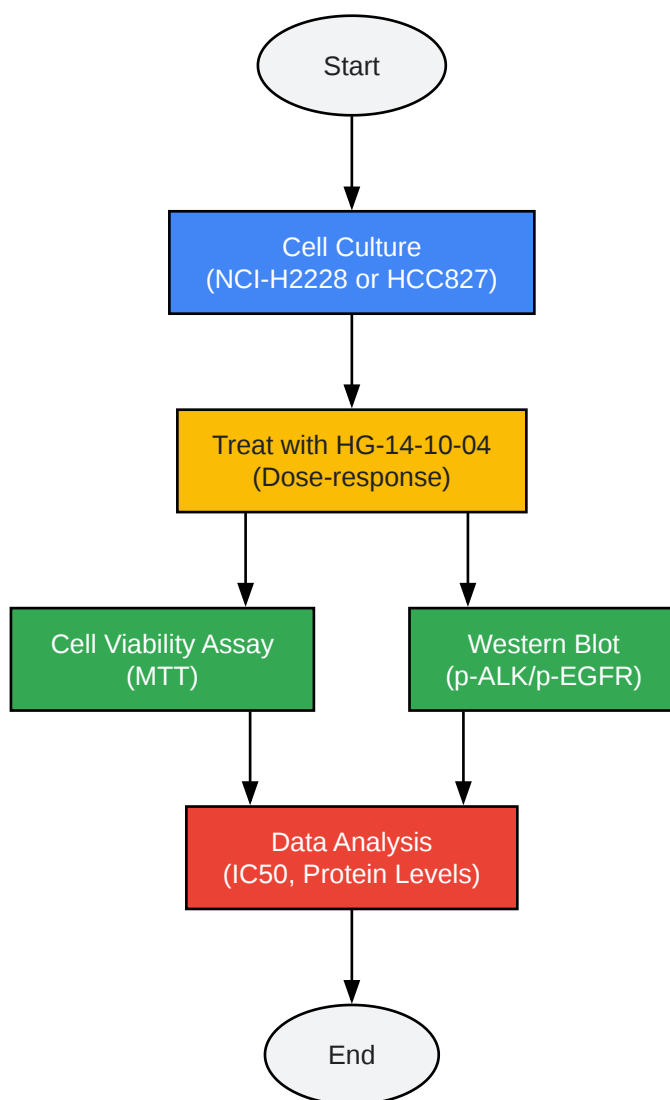 Start
Cell Culture
(NCI-H2228 or HCC827)
Treat with HG-14-10-04
(Dose-response)
Cell Viability Assay
(MTT)
Western Blot
(p-ALK/p-EGFR)
Data Analysis
(IC50, Protein Levels)
End